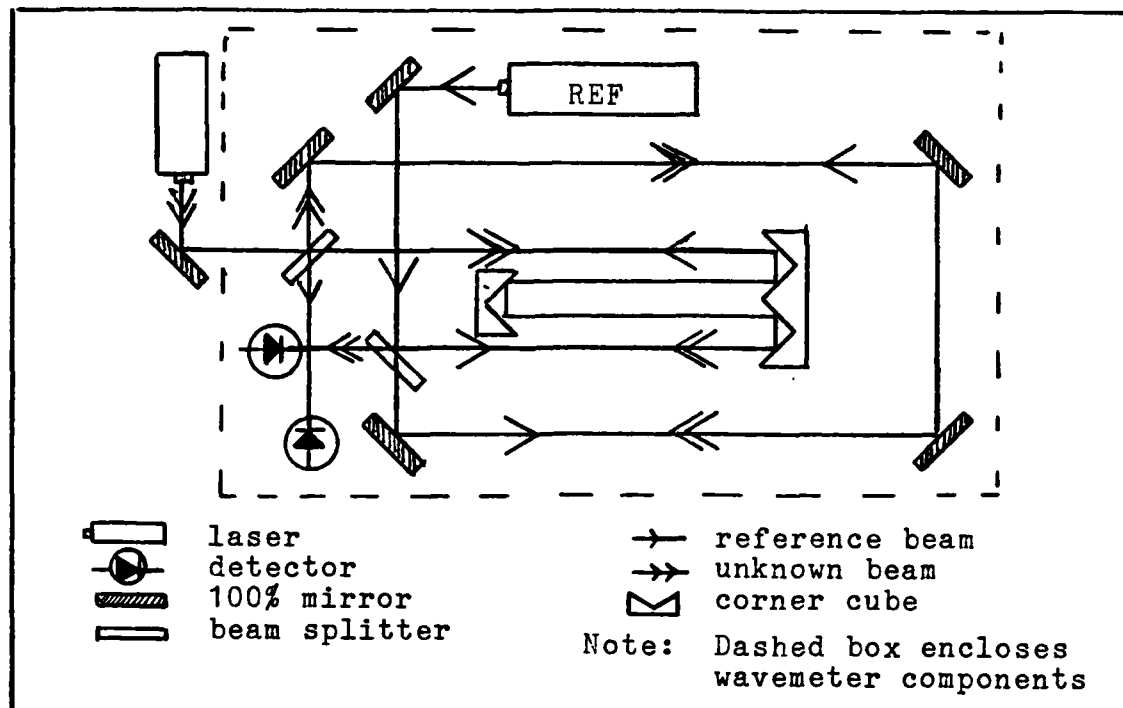 REF
laser
detector
100% mirror
beam splitter
reference beam
unknown beam
corner cube
Note: Dashed box encloses
wavemeter components